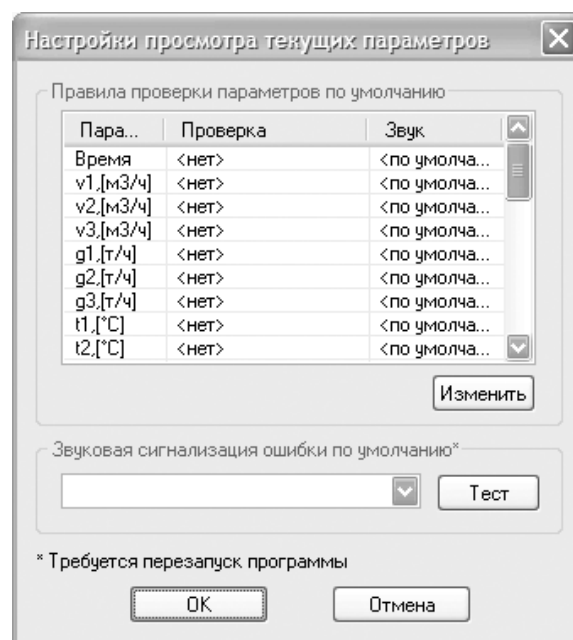 Настройки просмотра текущих параметров
Правила проверки параметров по умолчанию
Пара... Проверка Звук
Время <нет> <по умолча...
v1,[м3/ч] <нет> <по умолча...
v2,[м3/ч] <нет> <по умолча...
v3,[м3/ч] <нет> <по умолча...
g1,[т/ч] <нет> <по умолча...
g2,[т/ч] <нет> <по умолча...
g3,[т/ч] <нет> <по умолча...
t1,[°C] <нет> <по умолча...
t2,[°C] <нет> <по умолча...
Изменить
Звуковая сигнализация ошибки по умолчанию*
Тест
* Требуется перезапуск программы
OK Отмена